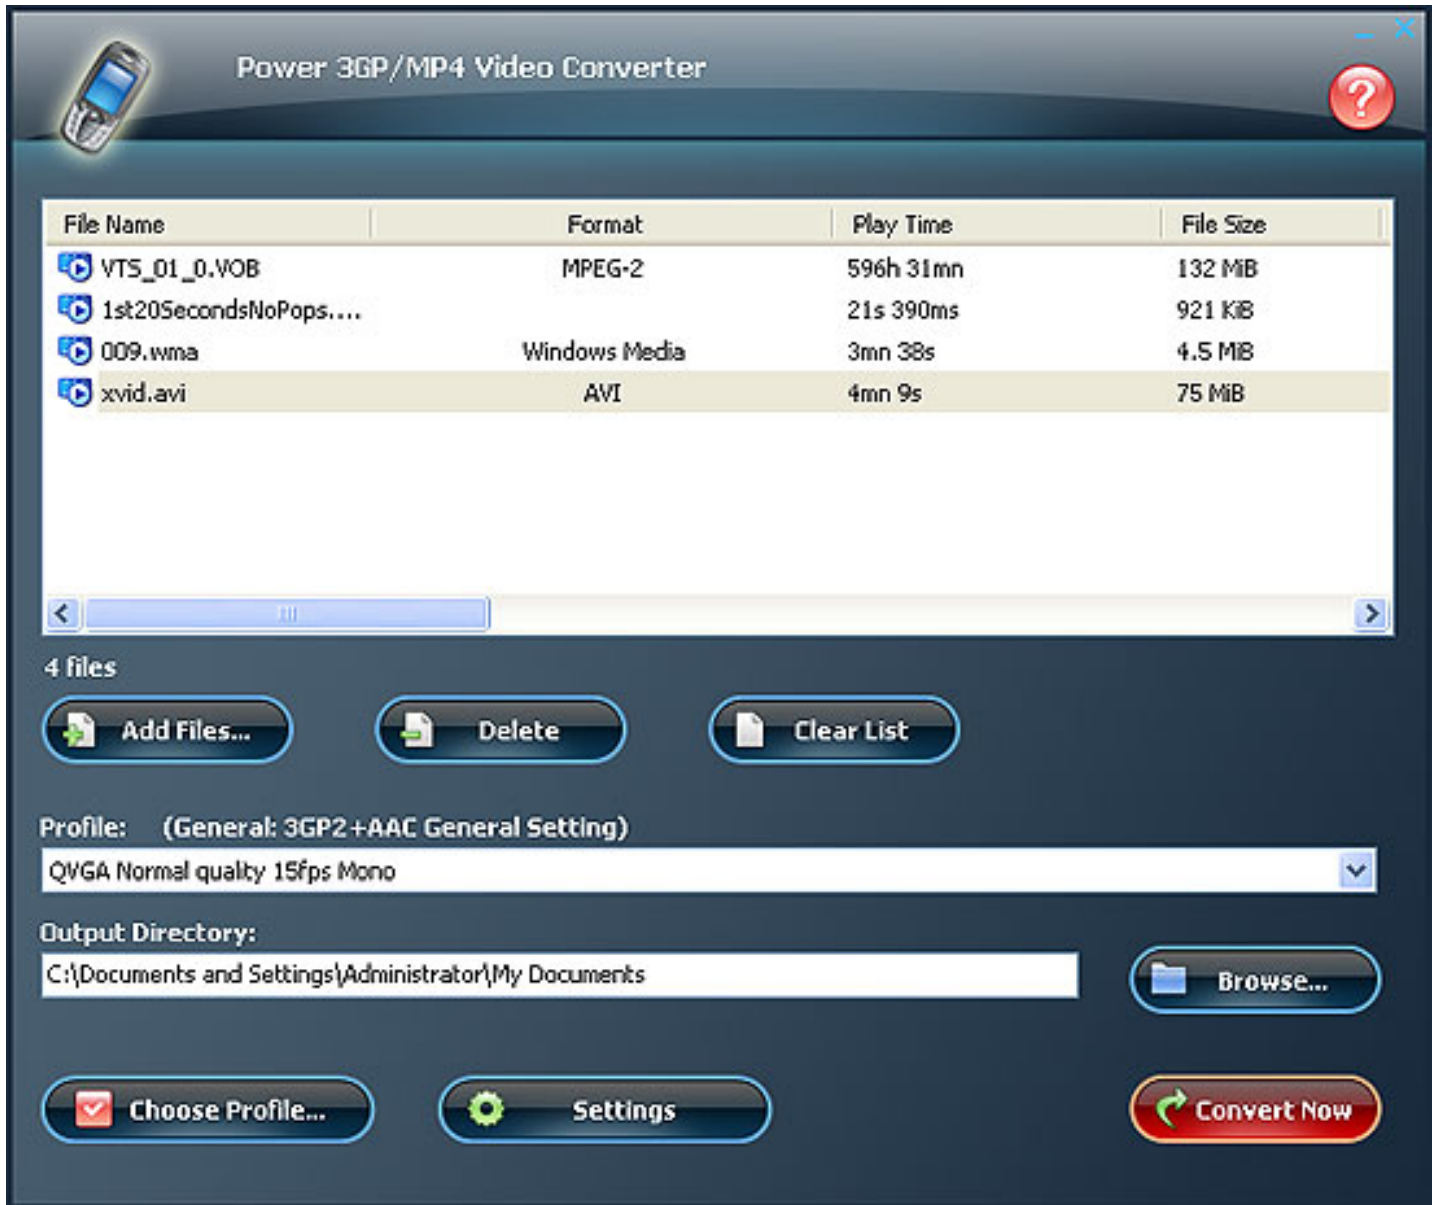 Power 3GP/MP4 Video Converter
File Name Format Play Time File Size
VTS_01_0.VOB MPEG-2 596h 31mn 132 MiB
1st20SecondsNoPops.... 21s 390ms 921 KiB
009.wma Windows Media 3mn 38s 4.5 MiB
xvid.avi AVI 4mn 9s 75 MiB
4 files
Add Files... Delete Clear List
Profile: (General: 3GP2+AAC General Setting)
QVGA Normal quality 15fps Mono
Output Directory:
C:\Documents and Settings\Administrator\My Documents
Browse...
Choose Profile... Settings Convert Now